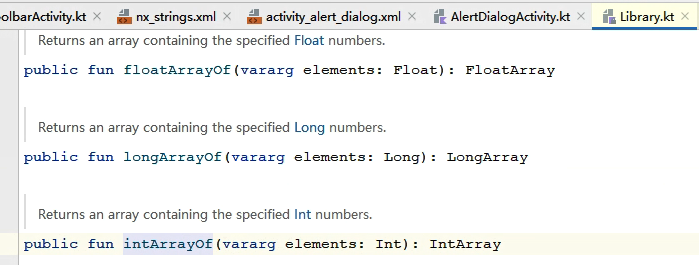 oolbarActivity.kt nx_strings.xml activity_alert_dialog.xml AlertDialogActivity.kt Library.kt
Returns an array containing the specified Float numbers.
public fun floatArrayOf(vararg elements: Float): FloatArray
Returns an array containing the specified Long numbers.
public fun longArrayOf(vararg elements: Long): LongArray
Returns an array containing the specified Int numbers.
public fun intArrayOf(vararg elements: Int): IntArray